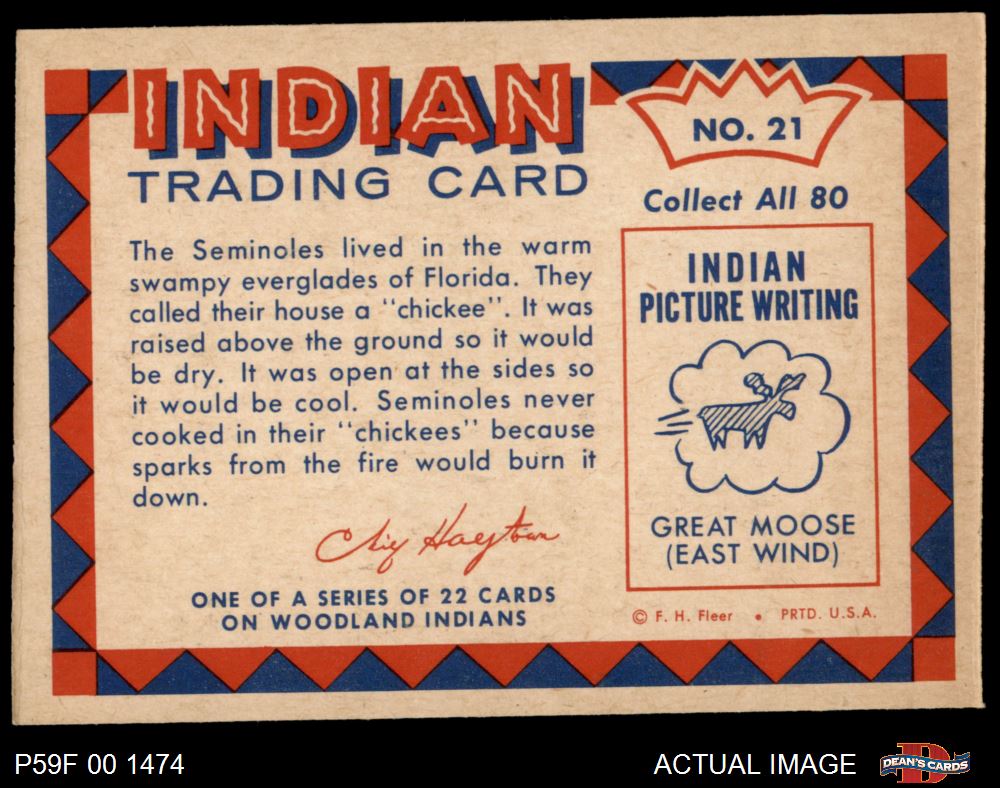 INDIAN
TRADING CARD
NO. 21
Collect All 80
The Seminoles lived in the warm
swampy everglades of Florida. They
called their house a "chickee". It was
raised above the ground so it would
be dry. It was open at the sides so
it would be cool. Seminoles never
cooked in their "chickees" because
sparks from the fire would burn it
down.
Chief Hagstrom
ONE OF A SERIES OF 22 CARDS
ON WOODLAND INDIANS
INDIAN
PICTURE WRITING
GREAT MOOSE
(EAST WIND)
© F. H. Fleer • PRTD. U.S.A.
P59F 00 1474
ACTUAL IMAGE
D
DEAN'S CARDS